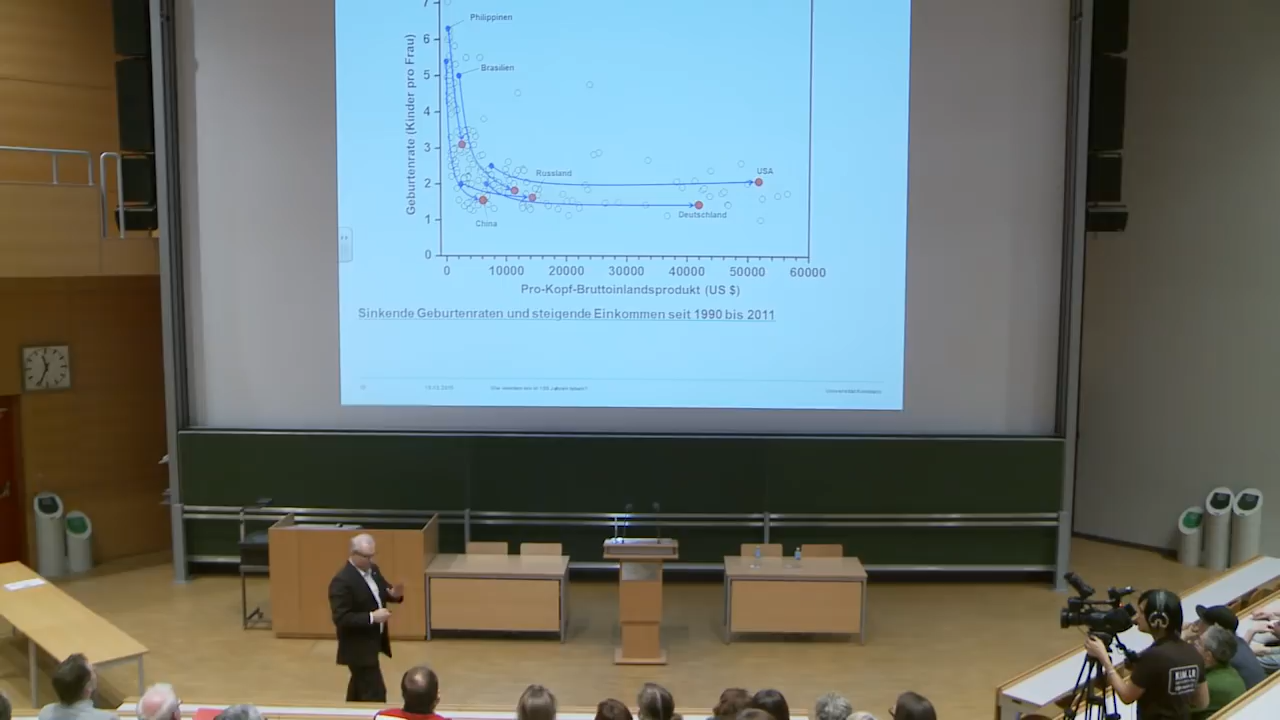 7
Philippinen
6
Brasilien
5
4
3
Russland
USA
2
Deutschland
1
China
0
Geburtenrate (Kinder pro Frau)
0 10000 20000 30000 40000 50000 60000
Pro-Kopf-Bruttoinlandsprodukt (US $)
Sinkende Geburtenraten und steigende Einkommen seit 1990 bis 2011
KIM.LR